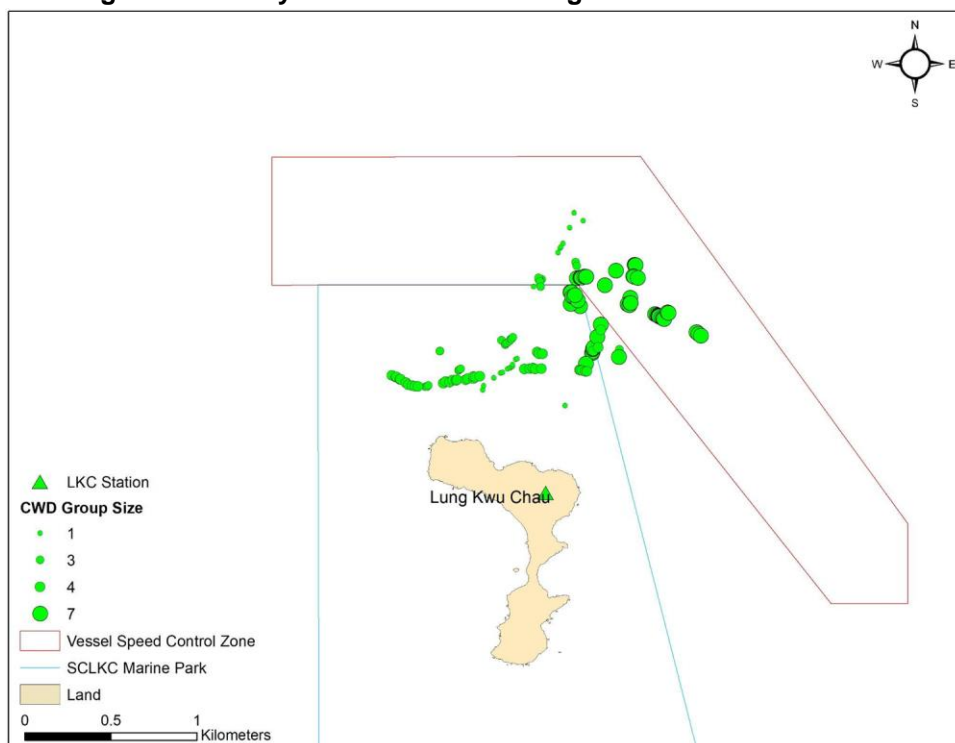 N
W E
S
Lung Kwu Chau
LKC Station
CWD Group Size
1
3
4
7
Vessel Speed Control Zone
SCLKC Marine Park
Land
0 0.5 1
Kilometers